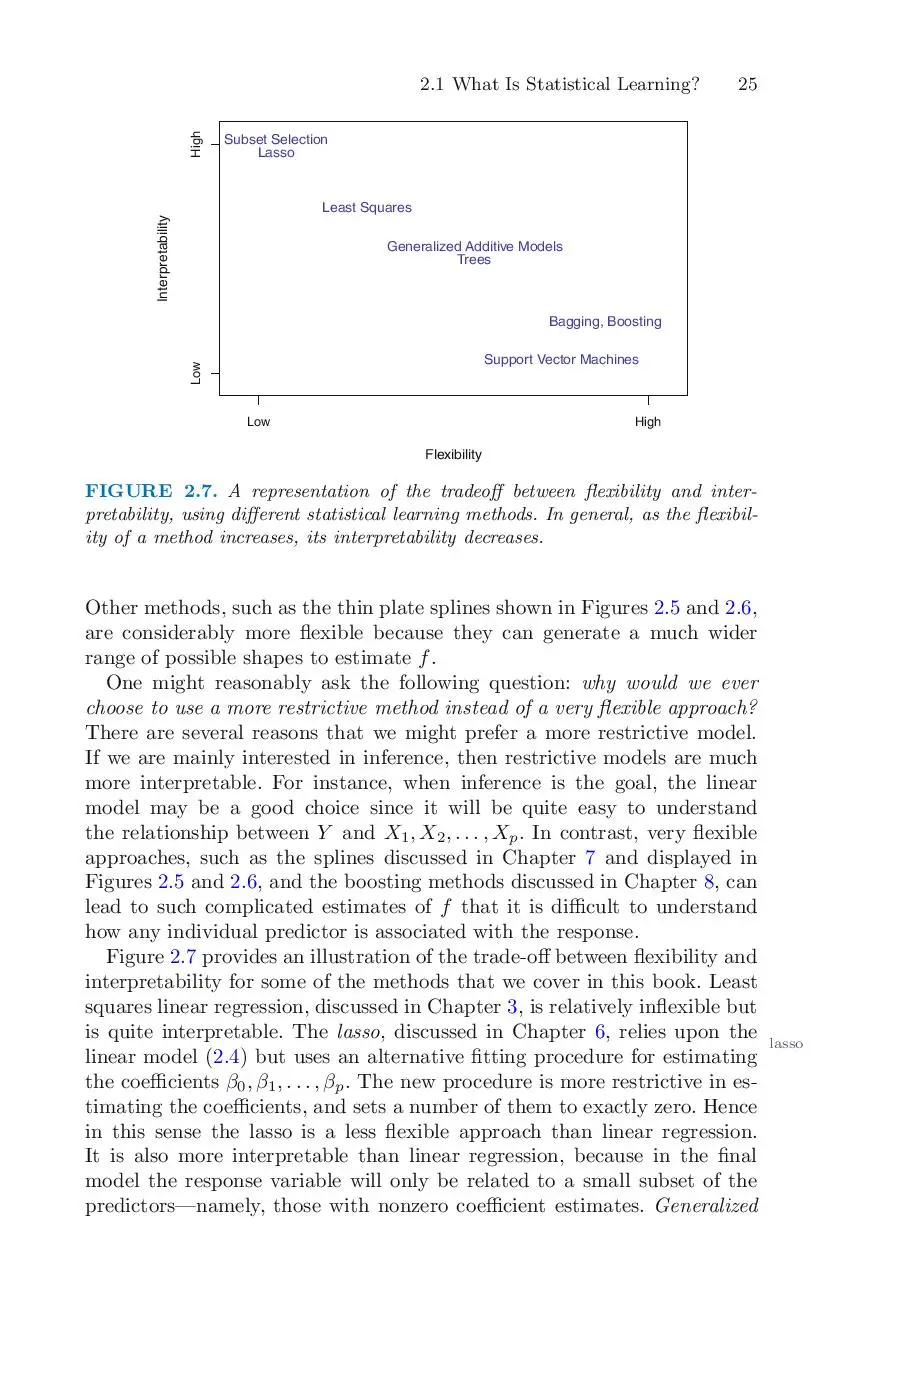 2.1 What Is Statistical Learning? 25
High
Subset Selection
Lasso
Least Squares
Interpretability
Generalized Additive Models
Trees
Bagging, Boosting
Support Vector Machines
Low
Low High
Flexibility
FIGURE 2.7. A representation of the tradeoff between flexibility and inter-
pretability, using different statistical learning methods. In general, as the flexibil-
ity of a method increases, its interpretability decreases.
Other methods, such as the thin plate splines shown in Figures 2.5 and 2.6,
are considerably more flexible because they can generate a much wider
range of possible shapes to estimate f.
One might reasonably ask the following question: why would we ever
choose to use a more restrictive method instead of a very flexible approach?
There are several reasons that we might prefer a more restrictive model.
If we are mainly interested in inference, then restrictive models are much
more interpretable. For instance, when inference is the goal, the linear
model may be a good choice since it will be quite easy to understand
the relationship between Y and X₁, X₂, . . . , Xₚ. In contrast, very flexible
approaches, such as the splines discussed in Chapter 7 and displayed in
Figures 2.5 and 2.6, and the boosting methods discussed in Chapter 8, can
lead to such complicated estimates of f that it is difficult to understand
how any individual predictor is associated with the response.
Figure 2.7 provides an illustration of the trade-off between flexibility and
interpretability for some of the methods that we cover in this book. Least
squares linear regression, discussed in Chapter 3, is relatively inflexible but
is quite interpretable. The lasso, discussed in Chapter 6, relies upon the
lasso
linear model (2.4) but uses an alternative fitting procedure for estimating
the coefficients β₀, β₁, . . . , βₚ. The new procedure is more restrictive in es-
timating the coefficients, and sets a number of them to exactly zero. Hence
in this sense the lasso is a less flexible approach than linear regression.
It is also more interpretable than linear regression, because in the final
model the response variable will only be related to a small subset of the
predictors—namely, those with nonzero coefficient estimates. Generalized